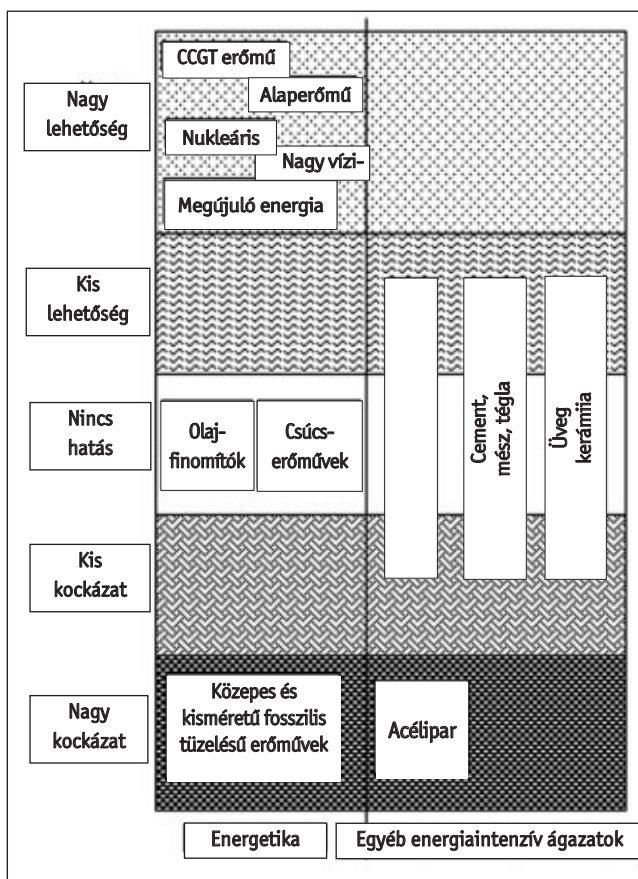 Nagy
lehetőség
CCGT erőmű
Alaperőmű
Nukleáris
Nagy vízi-
Megújuló energia
Kis
lehetőség
Nincs
hatás
Olaj-
finomítók
Csúcs-
erőművek
Cement,
mész, tégla
Üveg
kerámiia
Kis
kockázat
Nagy
kockázat
Közepes és
kisméretű fosszilis
tüzelésű erőművek
Acélipar
Energetika
Egyéb energiaintenzív ágazatok